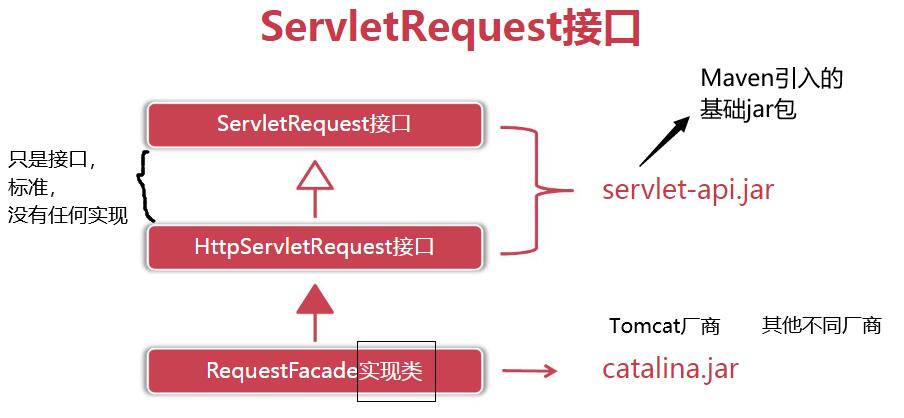 ServletRequest接口
Maven引入的
基础jar包
ServletRequest接口
只是接口，
标准，
没有任何实现
servlet-api.jar
HttpServletRequest接口
Tomcat厂商
其他不同厂商
RequestFacade实现类
catalina.jar